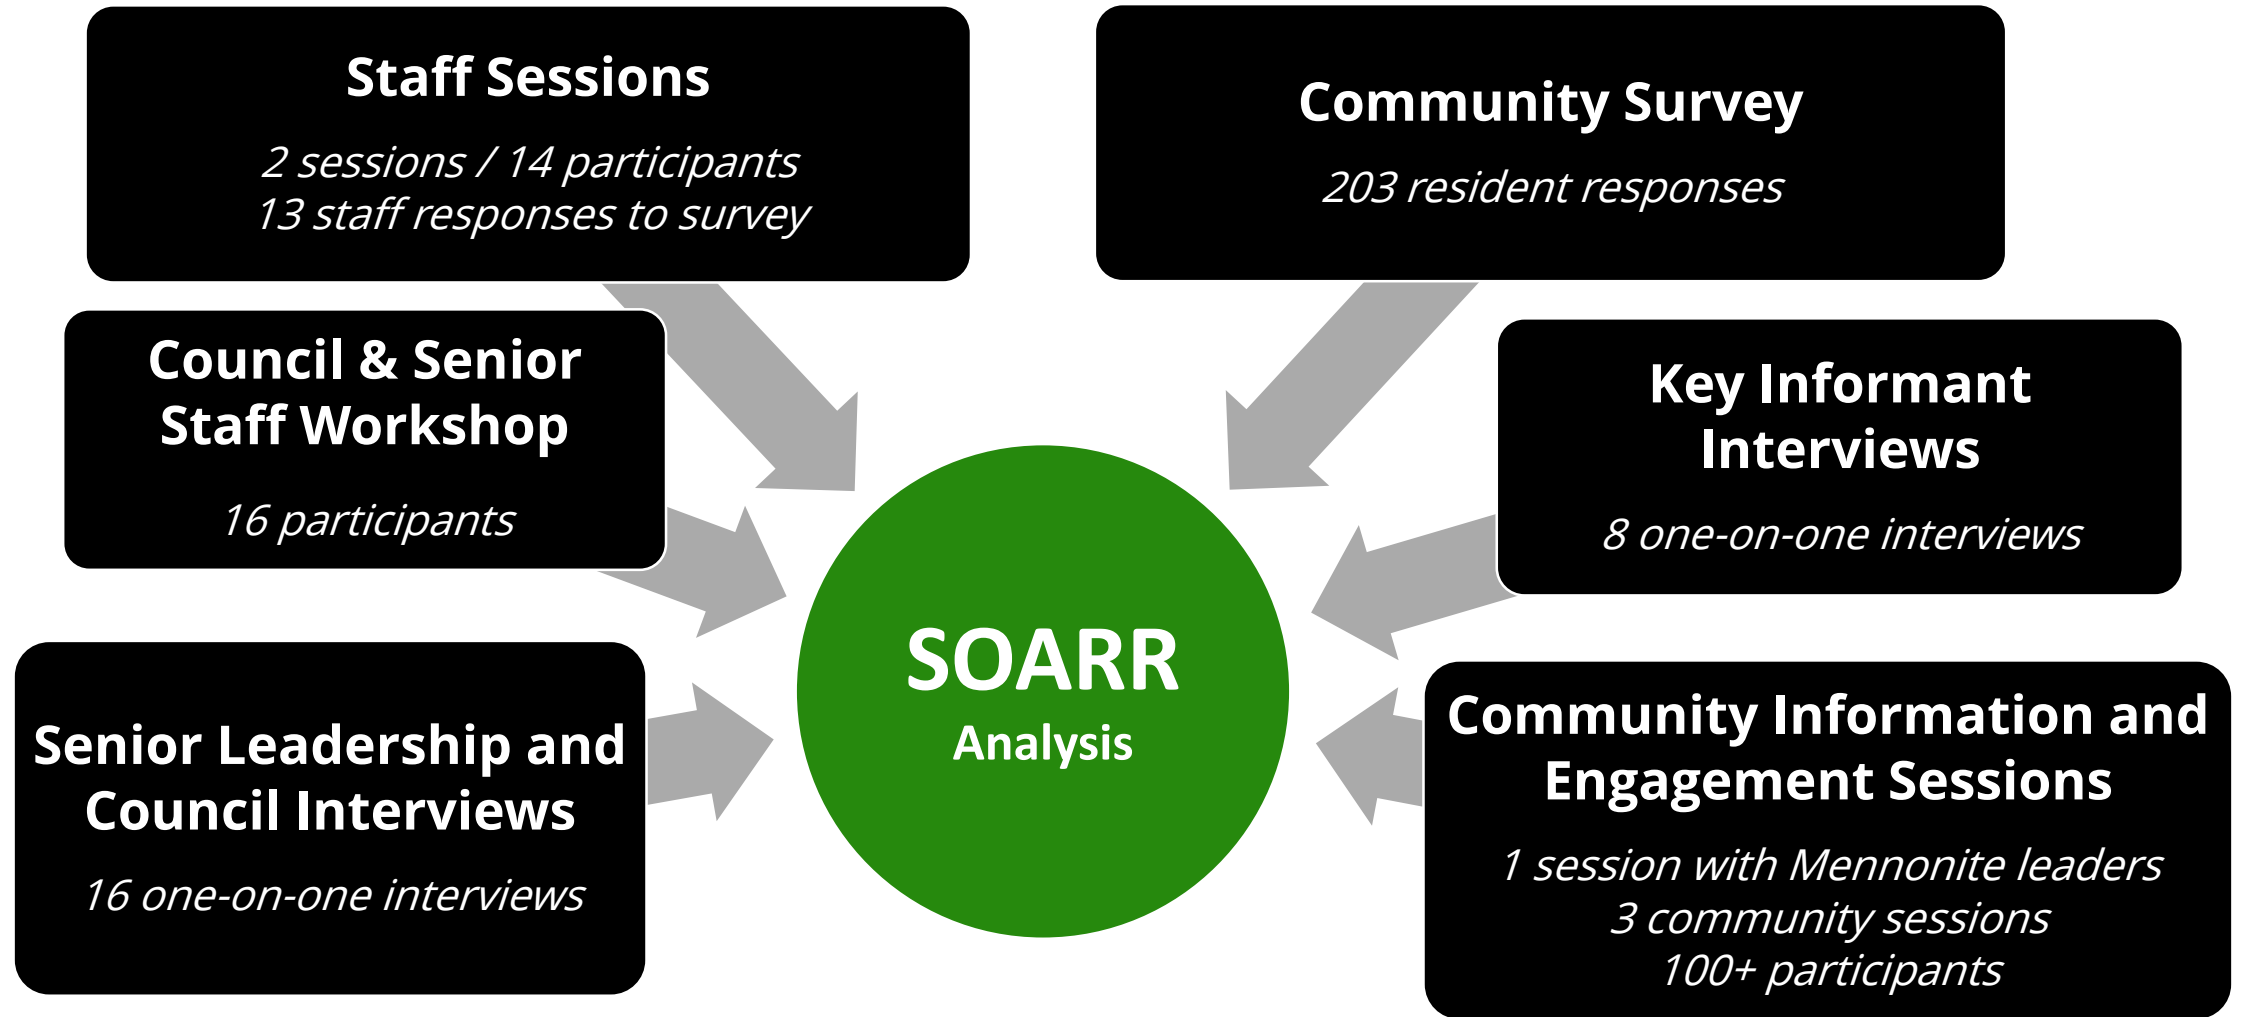 Staff Sessions
2 sessions / 14 participants
13 staff responses to survey
Community Survey
203 resident responses
Council & Senior
Staff Workshop
16 participants
Key Informant
Interviews
8 one-on-one interviews
SOARR
Analysis
Senior Leadership and
Council Interviews
16 one-on-one interviews
Community Information and
Engagement Sessions
1 session with Mennonite leaders
3 community sessions
100+ participants